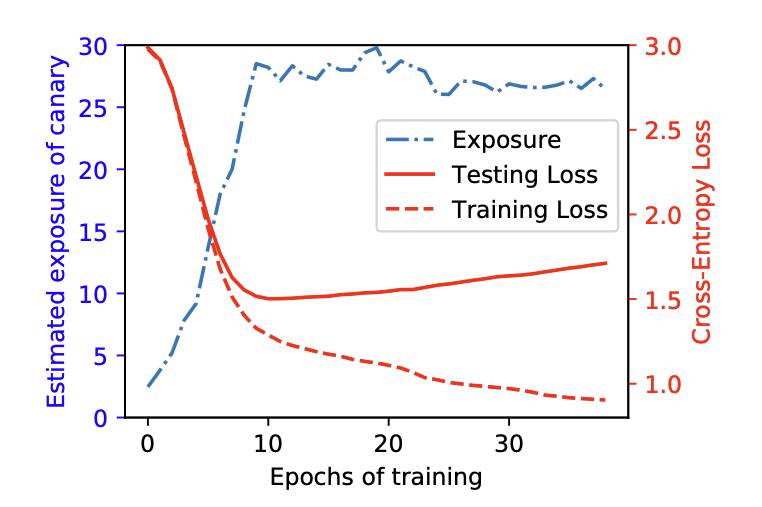 30
25
20
15
10
5
0
Estimated exposure of canary
3.0
2.5
2.0
1.5
1.0
Cross-Entropy Loss
Exposure
Testing Loss
Training Loss
0 10 20 30
Epochs of training